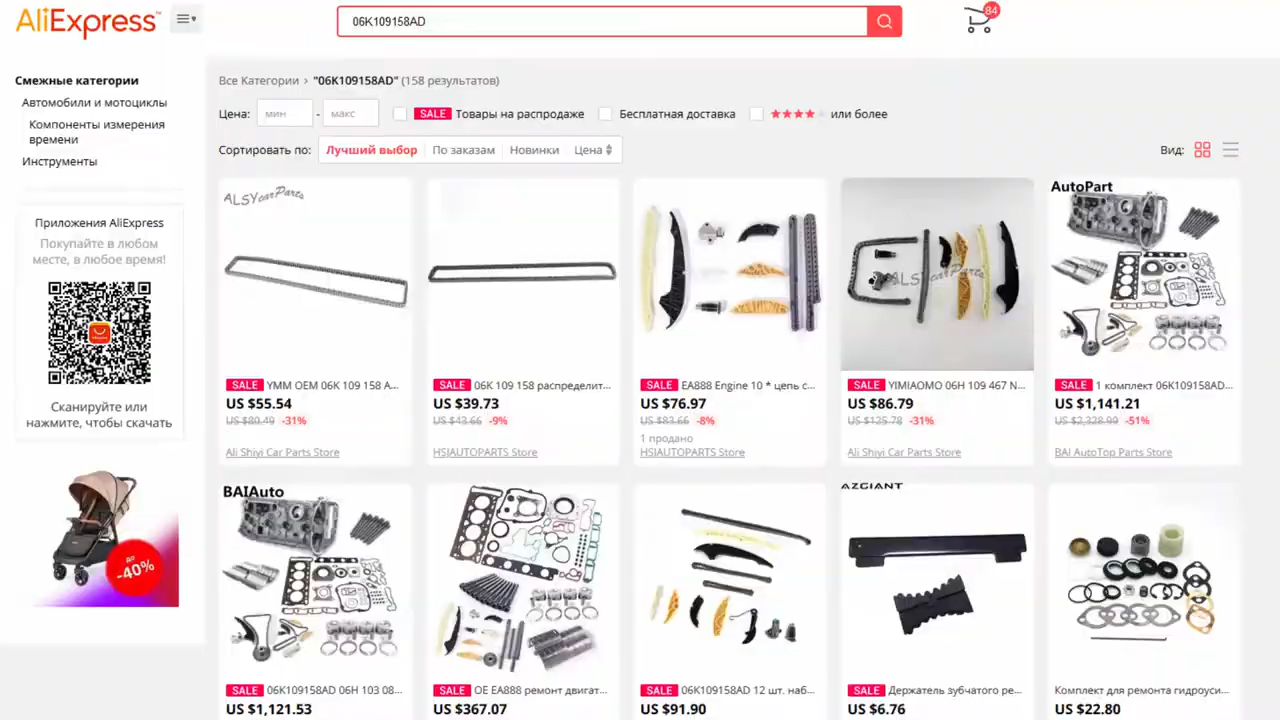 AliExpress™
06K109158AD
84
Смежные категории
Автомобили и мотоциклы
Компоненты измерения
времени
Инструменты
Приложения AliExpress
Покупайте в любом
месте, в любое время!
Сканируйте или
нажмите, чтобы скачать
до
-40%
Все Категории › "06K109158AD" (158 результатов)
Цена: мин - макс SALE Товары на распродаже Бесплатная доставка или более
Сортировать по: Лучший выбор По заказам Новинки Цена
Вид:
ALSYcarParts
SALE YMM OEM 06K 109 158 A...
US $55.54
US $80.49 -31%
Ali Shiyi Car Parts Store
SALE 06K 109 158 распределит...
US $39.73
US $43.66 -9%
HSIAUTOPARTS Store
SALE EA888 Engine 10 * цепь с...
US $76.97
US $83.66 -8%
1 продано
HSIAUTOPARTS Store
ALSYcarParts
SALE YIMIAOMO 06H 109 467 N...
US $86.79
US $125.78 -31%
Ali Shiyi Car Parts Store
AutoPart
SALE 1 комплект 06K109158AD...
US $1,141.21
US $2,328.99 -51%
BAI AutoTop Parts Store
BAIAuto
SALE 06K109158AD 06H 103 08...
US $1,121.53
SALE OE EA888 ремонт двигат...
US $367.07
SALE 06K109158AD 12 шт. наб...
US $91.90
AZGIANT
SALE Держатель зубчатого ре...
US $6.76
Комплект для ремонта гидроуси...
US $22.80